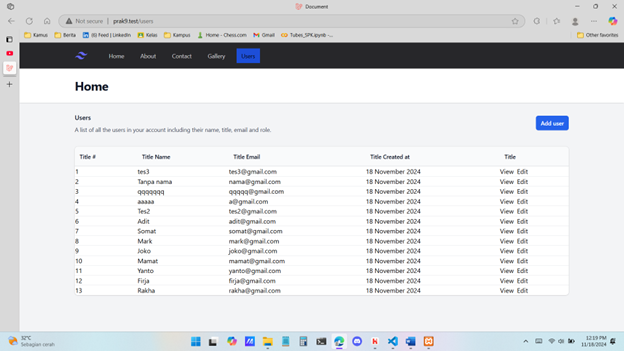 Document
Not secure | prak9.test/users
Kamus Berita (6) Feed | LinkedIn Kelas Kampus Home - Chess.com Gmail Tubes_SPK.ipynb -... Other favorites
Home About Contact Gallery Users
Home
Users
A list of all the users in your account including their name, title, email and role.
Add user
Title # Title Name Title Email Title Created at Title
1 tes3 tes3@gmail.com 18 November 2024 View Edit
2 Tanpa nama nama@gmail.com 18 November 2024 View Edit
3 qqqqqqq qqqqq@gmail.com 18 November 2024 View Edit
4 aaaaa a@gmail.com 18 November 2024 View Edit
5 Tes2 tes2@gmail.com 18 November 2024 View Edit
6 Adit adit@gmail.com 18 November 2024 View Edit
7 Somat somat@gmail.com 18 November 2024 View Edit
8 Mark mark@gmail.com 18 November 2024 View Edit
9 Joko joko@gmail.com 18 November 2024 View Edit
10 Mamat mamat@gmail.com 18 November 2024 View Edit
11 Yanto yanto@gmail.com 18 November 2024 View Edit
12 Firja firja@gmail.com 18 November 2024 View Edit
13 Rakha rakha@gmail.com 18 November 2024 View Edit
32°C
Sebagian cerah
12:19 PM
11/18/2024